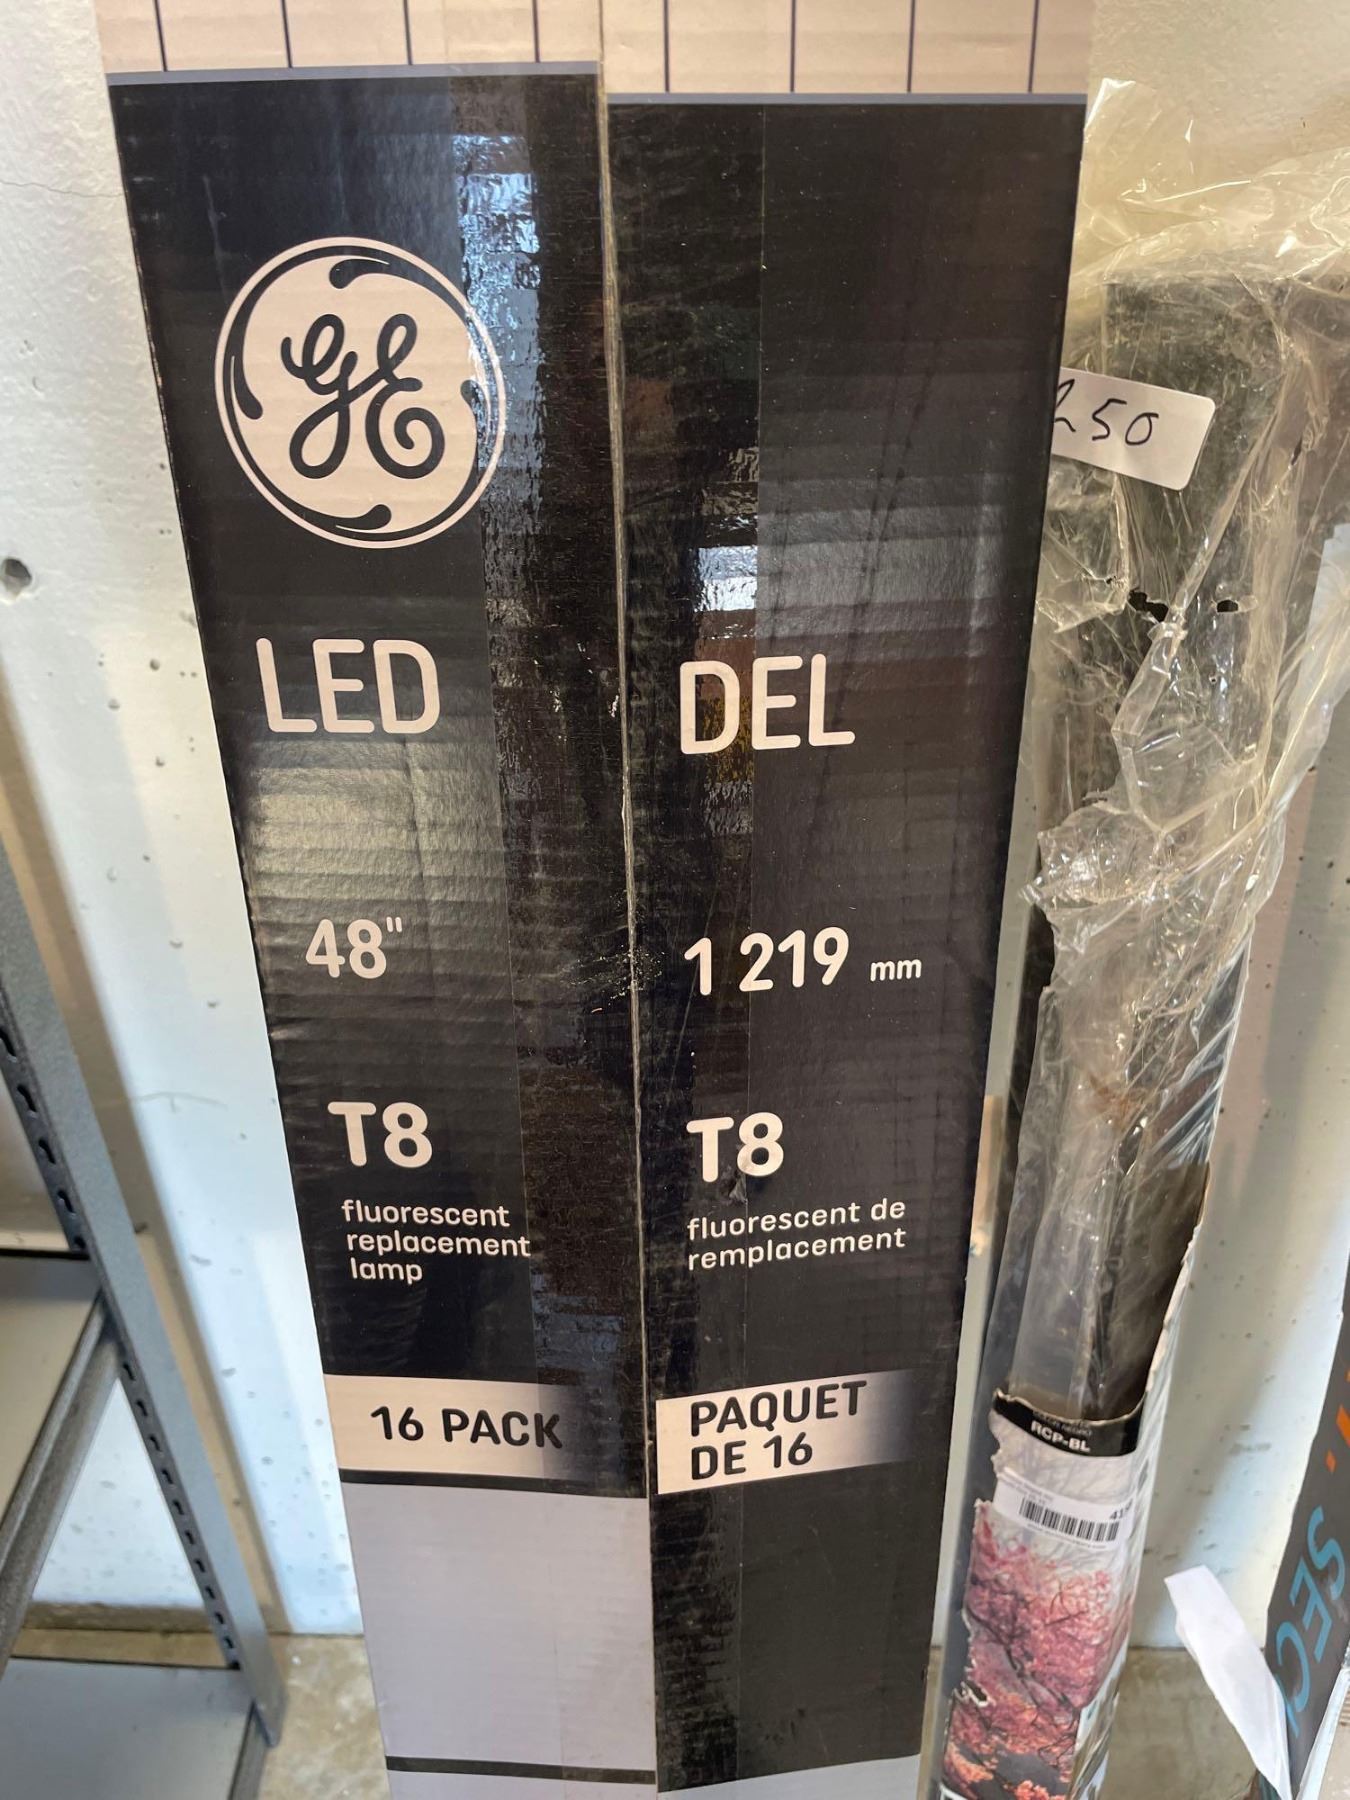 GE
LED
48"
T8
fluorescent
replacement
lamp
16 PACK
DEL
1 219 mm
T8
fluorescent de
remplacement
PAQUET
DE 16
250
RCP-BL
SEC